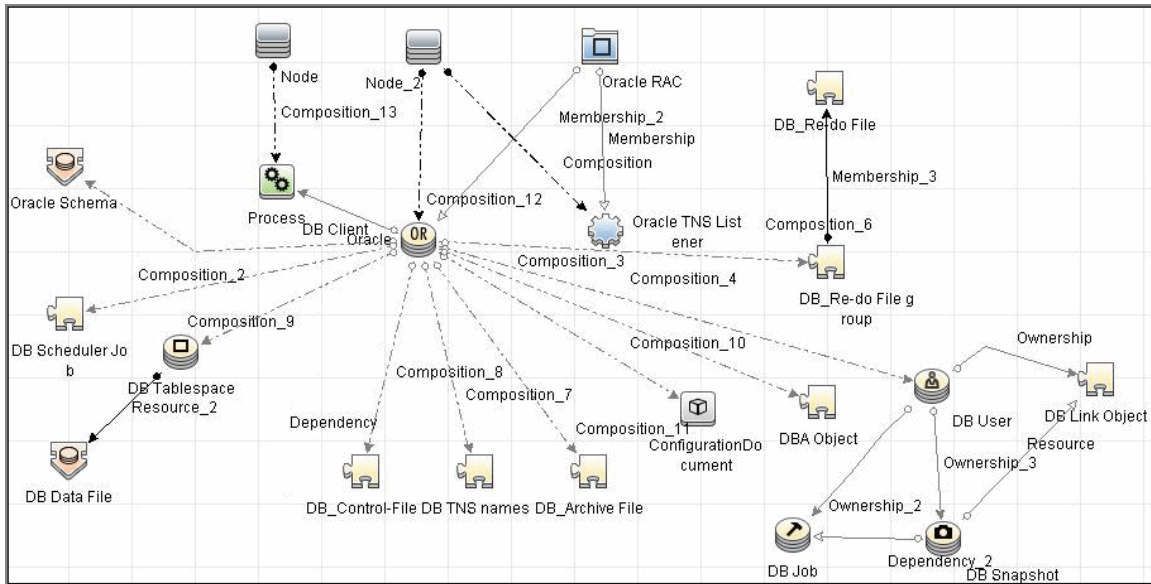 Node
Node_2
Oracle RAC
Composition_13
Membership_2
Membership
DB_Re-do File
Composition
Membership_3
Oracle Schema
Process
Composition_12
DB Client
Oracle
OR
Oracle TNS List
ener
Composition_6
Composition_2
Composition_3
Composition_4
DB_Re-do File g
roup
Composition_9
DB Scheduler Jo
b
Composition_10
Ownership
DB Tablespace
Resource_2
Composition_8
Composition_7
DBA Object
DB User
DB Link Object
Dependency
Composition_11
ConfigurationDo
cument
Resource
Ownership_3
DB Data File
DB_Control-File
DB TNS names
DB_Archive File
Ownership_2
DB Job
Dependency_2
DB Snapshot